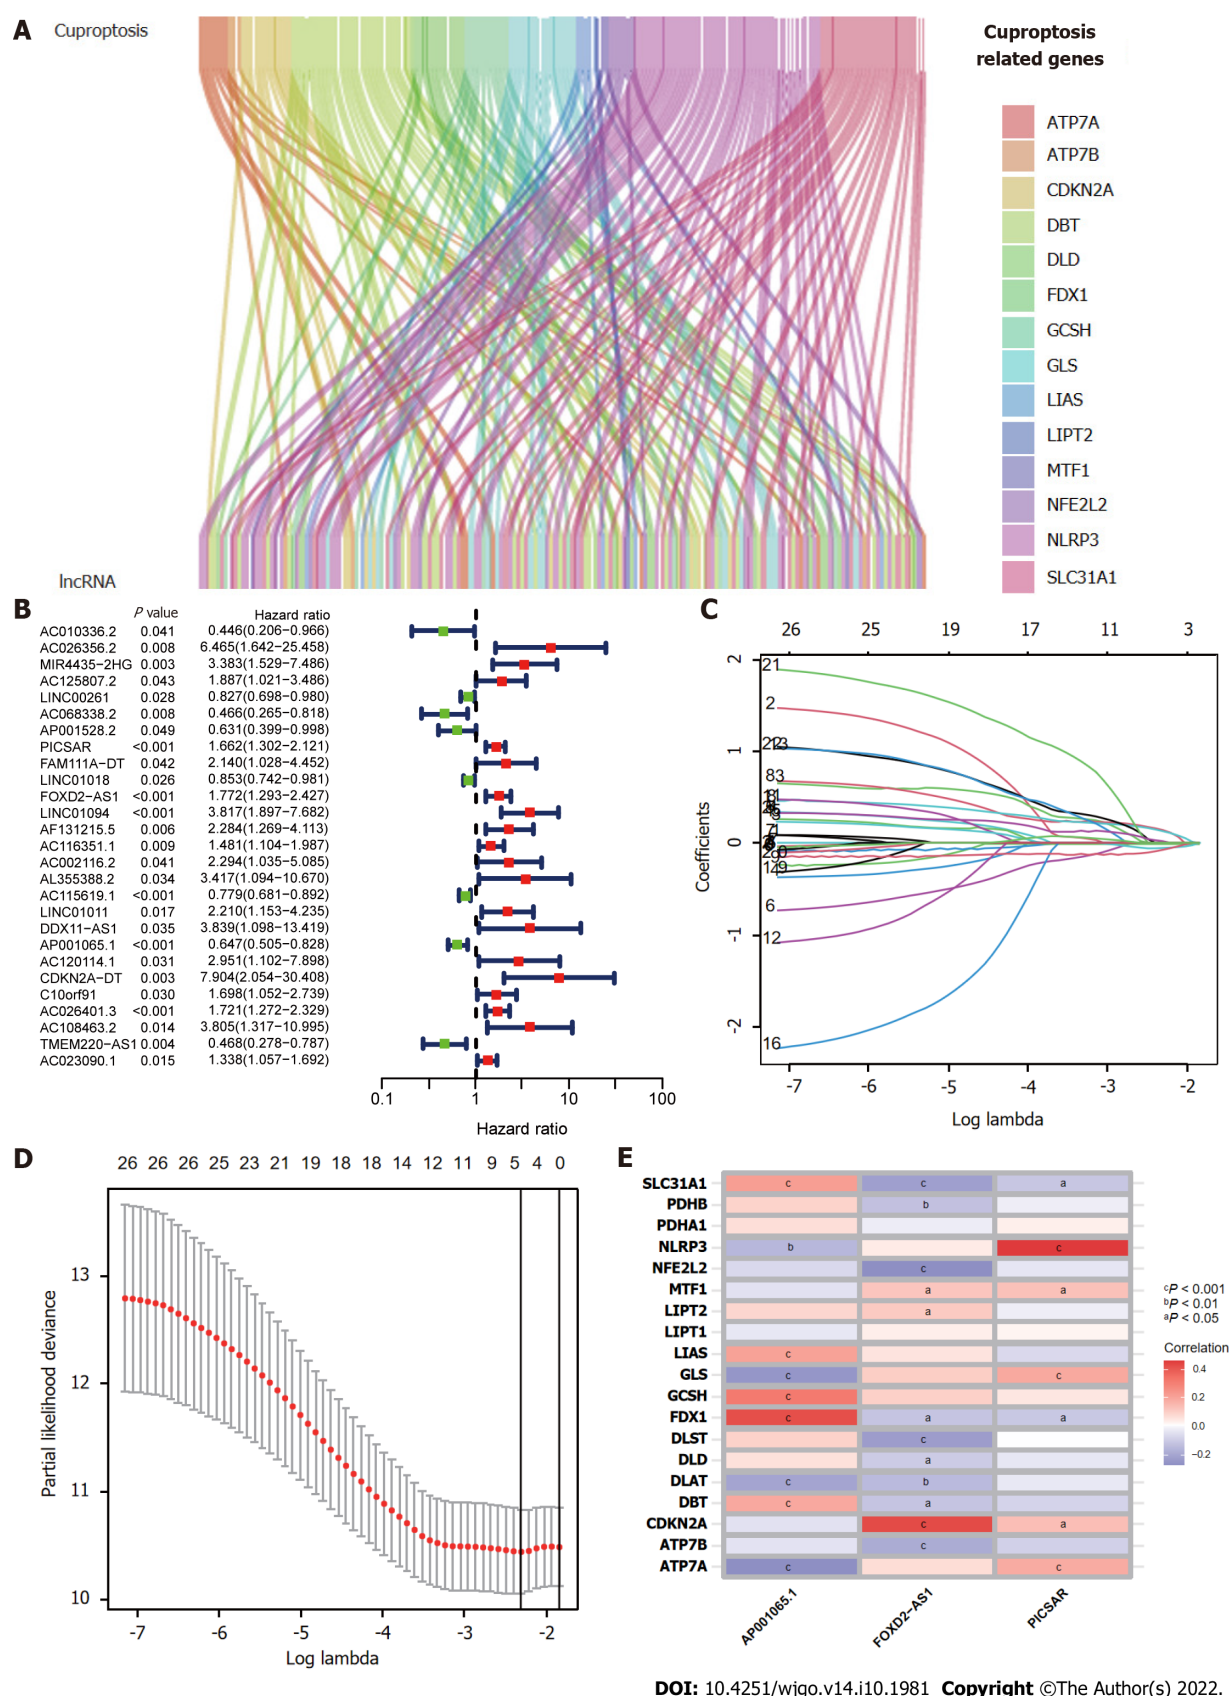 A
Cuproptosis
lncRNA
Cuproptosis
related genes
ATP7A
ATP7B
CDKN2A
DBT
DLD
FDX1
GCSH
GLS
LIAS
LIPT2
MTF1
NFE2L2
NLRP3
SLC31A1
B
P value Hazard ratio
AC010336.2 0.041 0.446(0.206−0.966)
AC026356.2 0.008 6.465(1.642−25.458)
MIR4435−2HG 0.003 3.383(1.529−7.486)
AC125807.2 0.043 1.887(1.021−3.486)
LINC00261 0.028 0.827(0.698−0.980)
AC068338.2 0.008 0.466(0.265−0.818)
AP001528.2 0.049 0.631(0.399−0.998)
PICSAR <0.001 1.662(1.302−2.121)
FAM111A−DT 0.042 2.140(1.028−4.452)
LINC01018 0.026 0.853(0.742−0.981)
FOXD2−AS1 <0.001 1.772(1.293−2.427)
LINC01094 <0.001 3.817(1.897−7.682)
AF131215.5 0.006 2.284(1.269−4.113)
AC116351.1 0.009 1.481(1.104−1.987)
AC002116.2 0.041 2.294(1.035−5.085)
AL355388.2 0.034 3.417(1.094−10.670)
AC115619.1 <0.001 0.779(0.681−0.892)
LINC01011 0.017 2.210(1.153−4.235)
DDX11−AS1 0.035 3.839(1.098−13.419)
AP001065.1 <0.001 0.647(0.505−0.828)
AC120114.1 0.031 2.951(1.102−7.898)
CDKN2A−DT 0.003 7.904(2.054−30.408)
C10orf91 0.030 1.698(1.052−2.739)
AC026401.3 <0.001 1.721(1.272−2.329)
AC108463.2 0.014 3.805(1.317−10.995)
TMEM220−AS1 0.004 0.468(0.278−0.787)
AC023090.1 0.015 1.338(1.057−1.692)
0.1 1 10 100
Hazard ratio
C
26 25 19 17 11 3
2
1
0
-1
-2
Coefficients
21
2
6
12
16
-7 -6 -5 -4 -3 -2
Log lambda
D
26 26 26 25 23 21 19 18 18 14 12 11 9 5 4 0
13
12
11
10
Partial likelihood deviance
-7 -6 -5 -4 -3 -2
Log lambda
E
SLC31A1 c c a
PDHB b
PDHA1
NLRP3 b c
NFE2L2 c
MTF1 a a
LIPT2 a
LIPT1
LIAS c
GLS c c
GCSH c
FDX1 c a a
DLST c
DLD a
DLAT c b
DBT c a
CDKN2A c a
ATP7B c
ATP7A c c
AP001065.1
FOXD2−AS1
PICSAR
cP < 0.001
bP < 0.01
aP < 0.05
Correlation
0.4
0.2
0.0
−0.2
DOI: 10.4251/wjgo.v14.i10.1981 Copyright ©The Author(s) 2022.